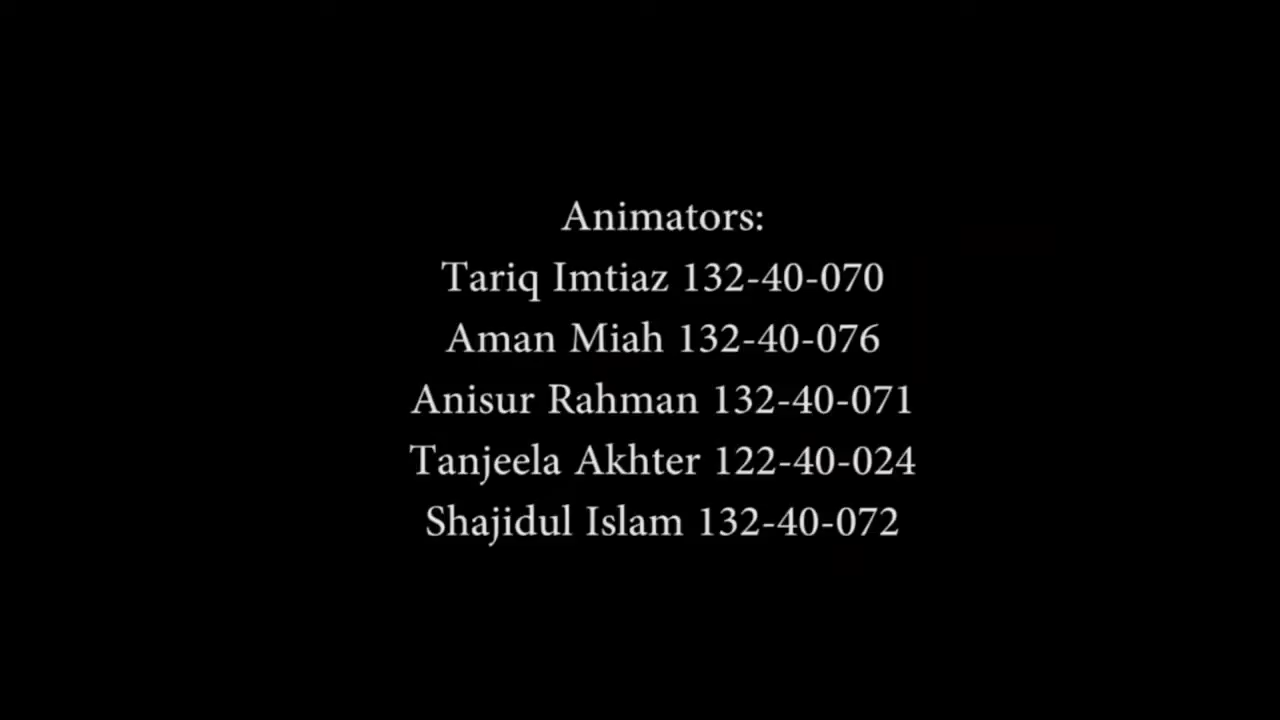 Animators:
Tariq Imtiaz 132-40-070
Aman Miah 132-40-076
Anisur Rahman 132-40-071
Tanjeela Akhter 122-40-024
Shajidul Islam 132-40-072